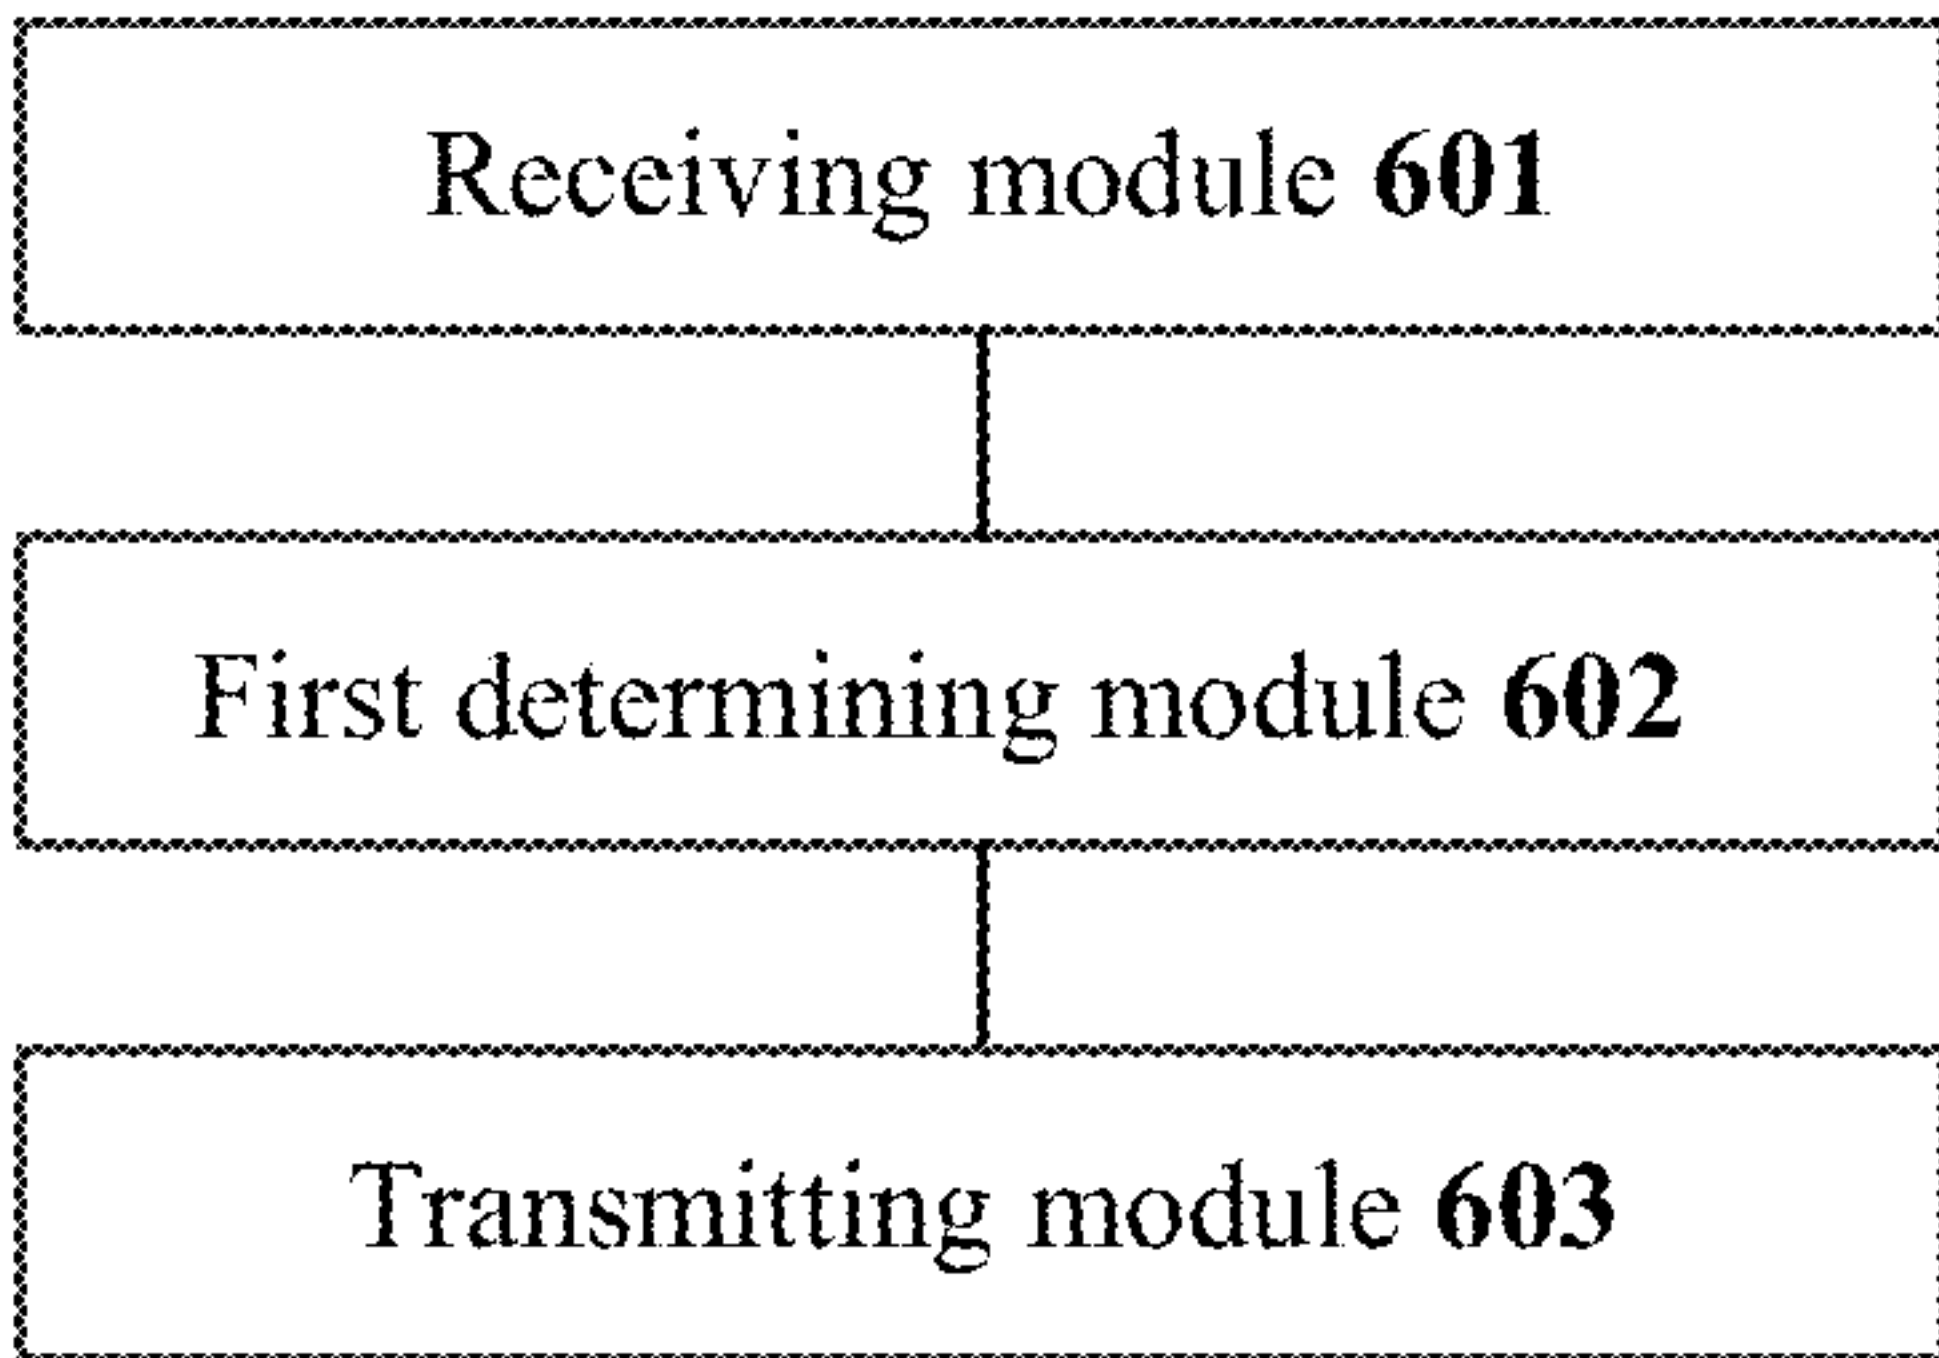 Receiving module 601
First determining module 602
Transmitting module 603